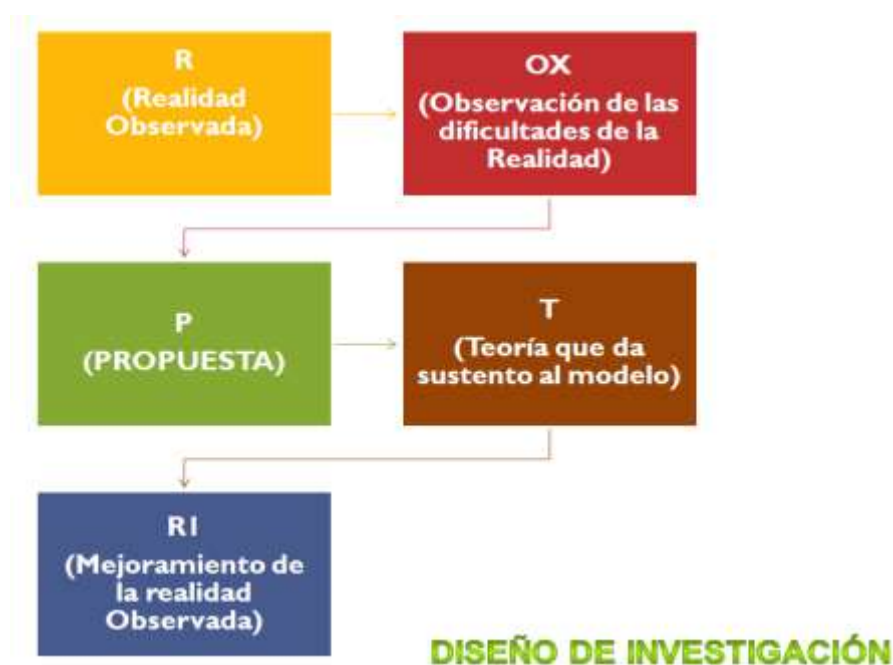 R
(Realidad
Observada)
OX
(Observación de las
dificultades de la
Realidad)
P
(PROPUESTA)
T
(Teoría que da
sustento al modelo)
R1
(Mejoramiento de
la realidad
Observada)
DISEÑO DE INVESTIGACIÓN